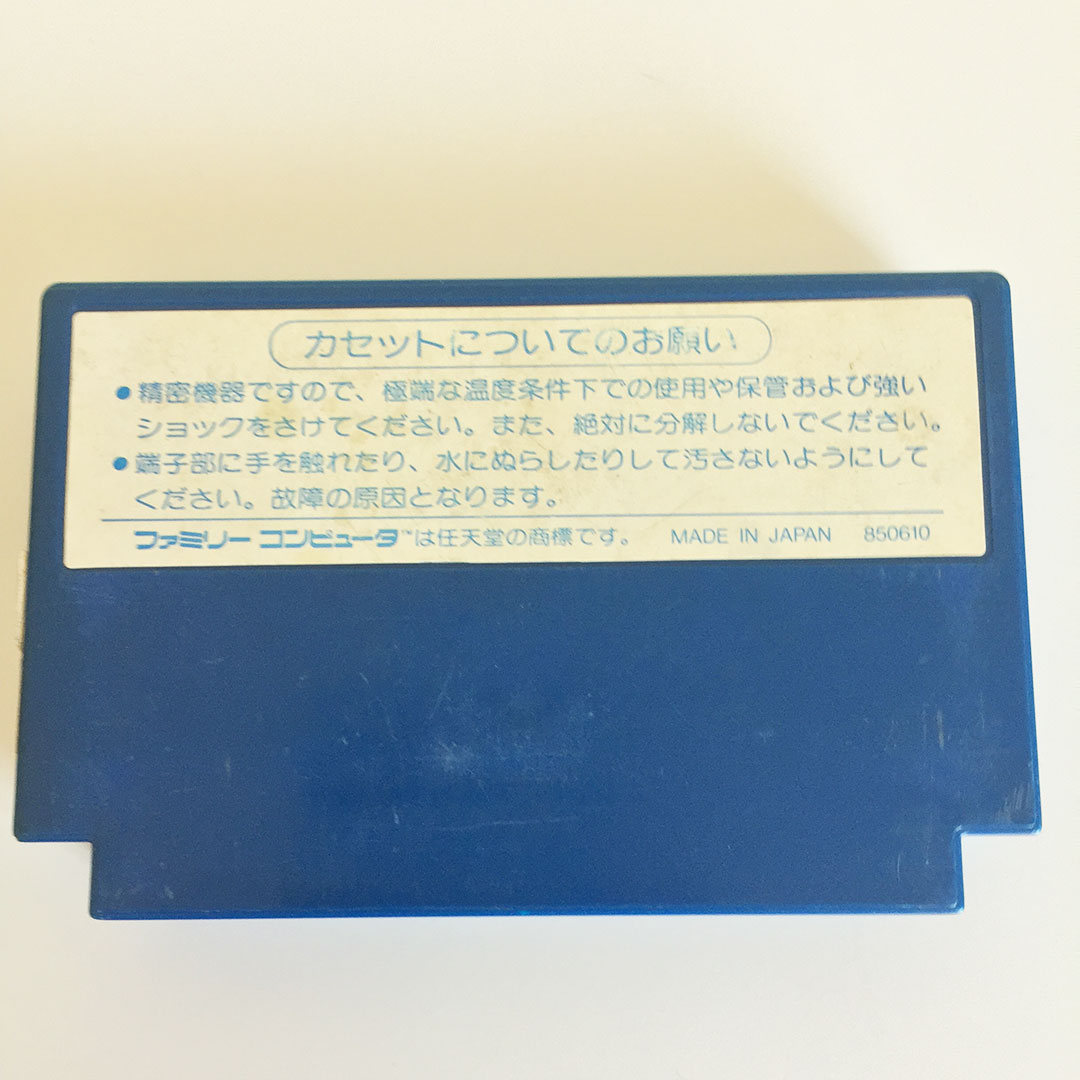 カセットについてのお願い
●精密機器ですので、極端な温度条件下での使用や保管および強い
ショックをさけてください。また、絶対に分解しないでください。
●端子部に手を触れたり、水にぬらしたりして汚さないようにして
ください。故障の原因となります。
ファミリーコンピュータ™は任天堂の商標です。 MADE IN JAPAN 850610